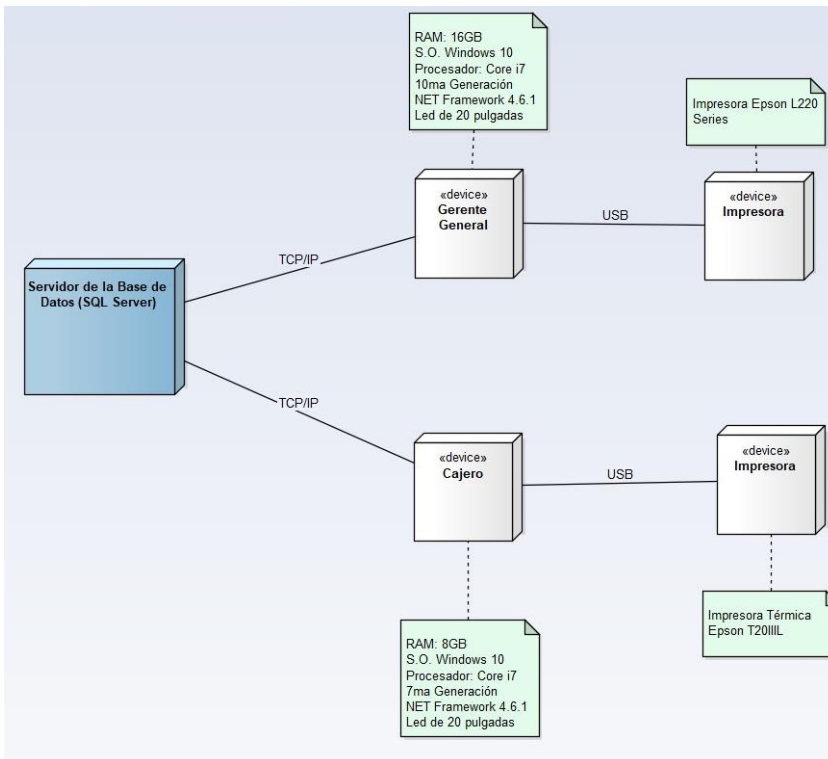 RAM: 16GB
S.O. Windows 10
Procesador: Core i7
10ma Generación
NET Framework 4.6.1
Led de 20 pulgadas
Impresora Epson L220
Series
«device»
Gerente
General
USB
«device»
Impresora
TCP/IP
Servidor de la Base de
Datos (SQL Server)
TCP/IP
«device»
Cajero
USB
«device»
Impresora
Impresora Térmica
Epson T20IIIL
RAM: 8GB
S.O. Windows 10
Procesador: Core i7
7ma Generación
NET Framework 4.6.1
Led de 20 pulgadas